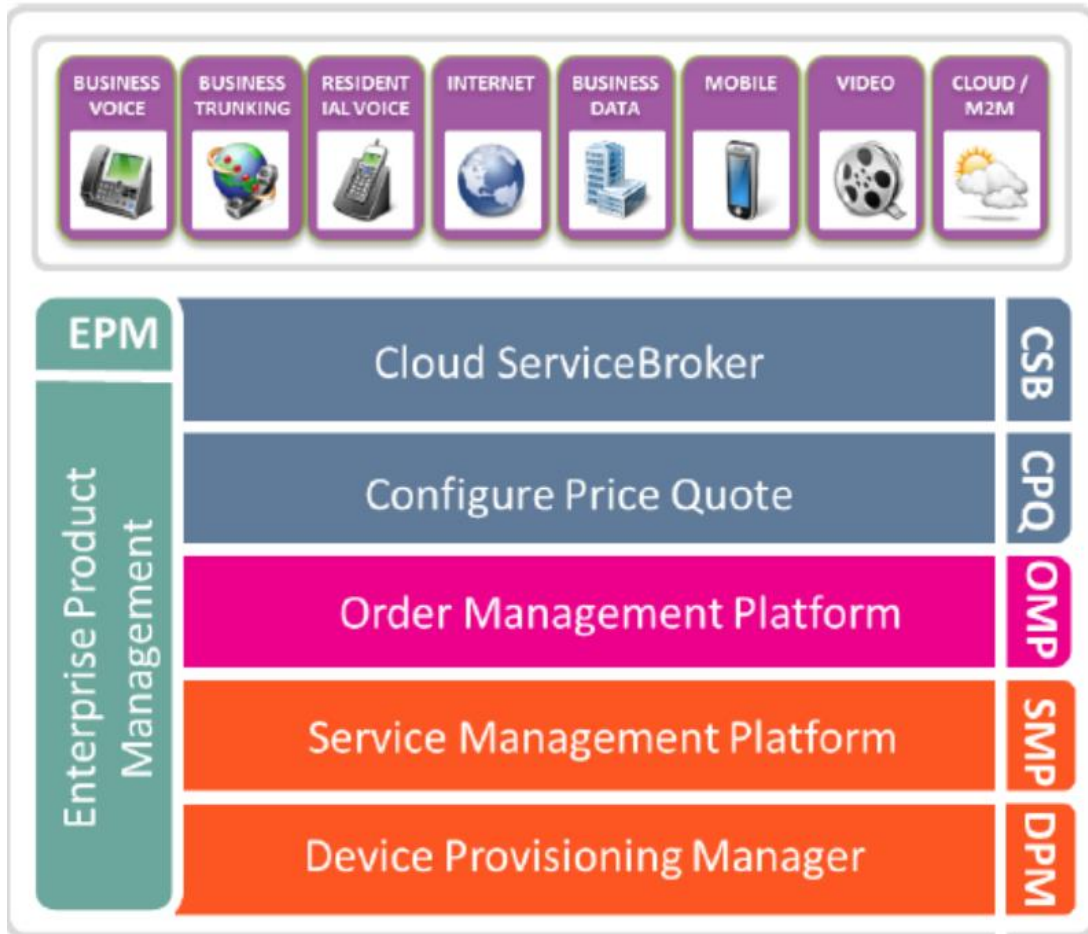 BUSINESS
VOICE
BUSINESS
TRUNKING
RESIDENT
IAL VOICE
INTERNET
BUSINESS
DATA
MOBILE
VIDEO
CLOUD /
M2M
EPM
Enterprise Product
Management
Cloud ServiceBroker
CSB
Configure Price Quote
CPQ
Order Management Platform
OMP
Service Management Platform
SMP
Device Provisioning Manager
DPM